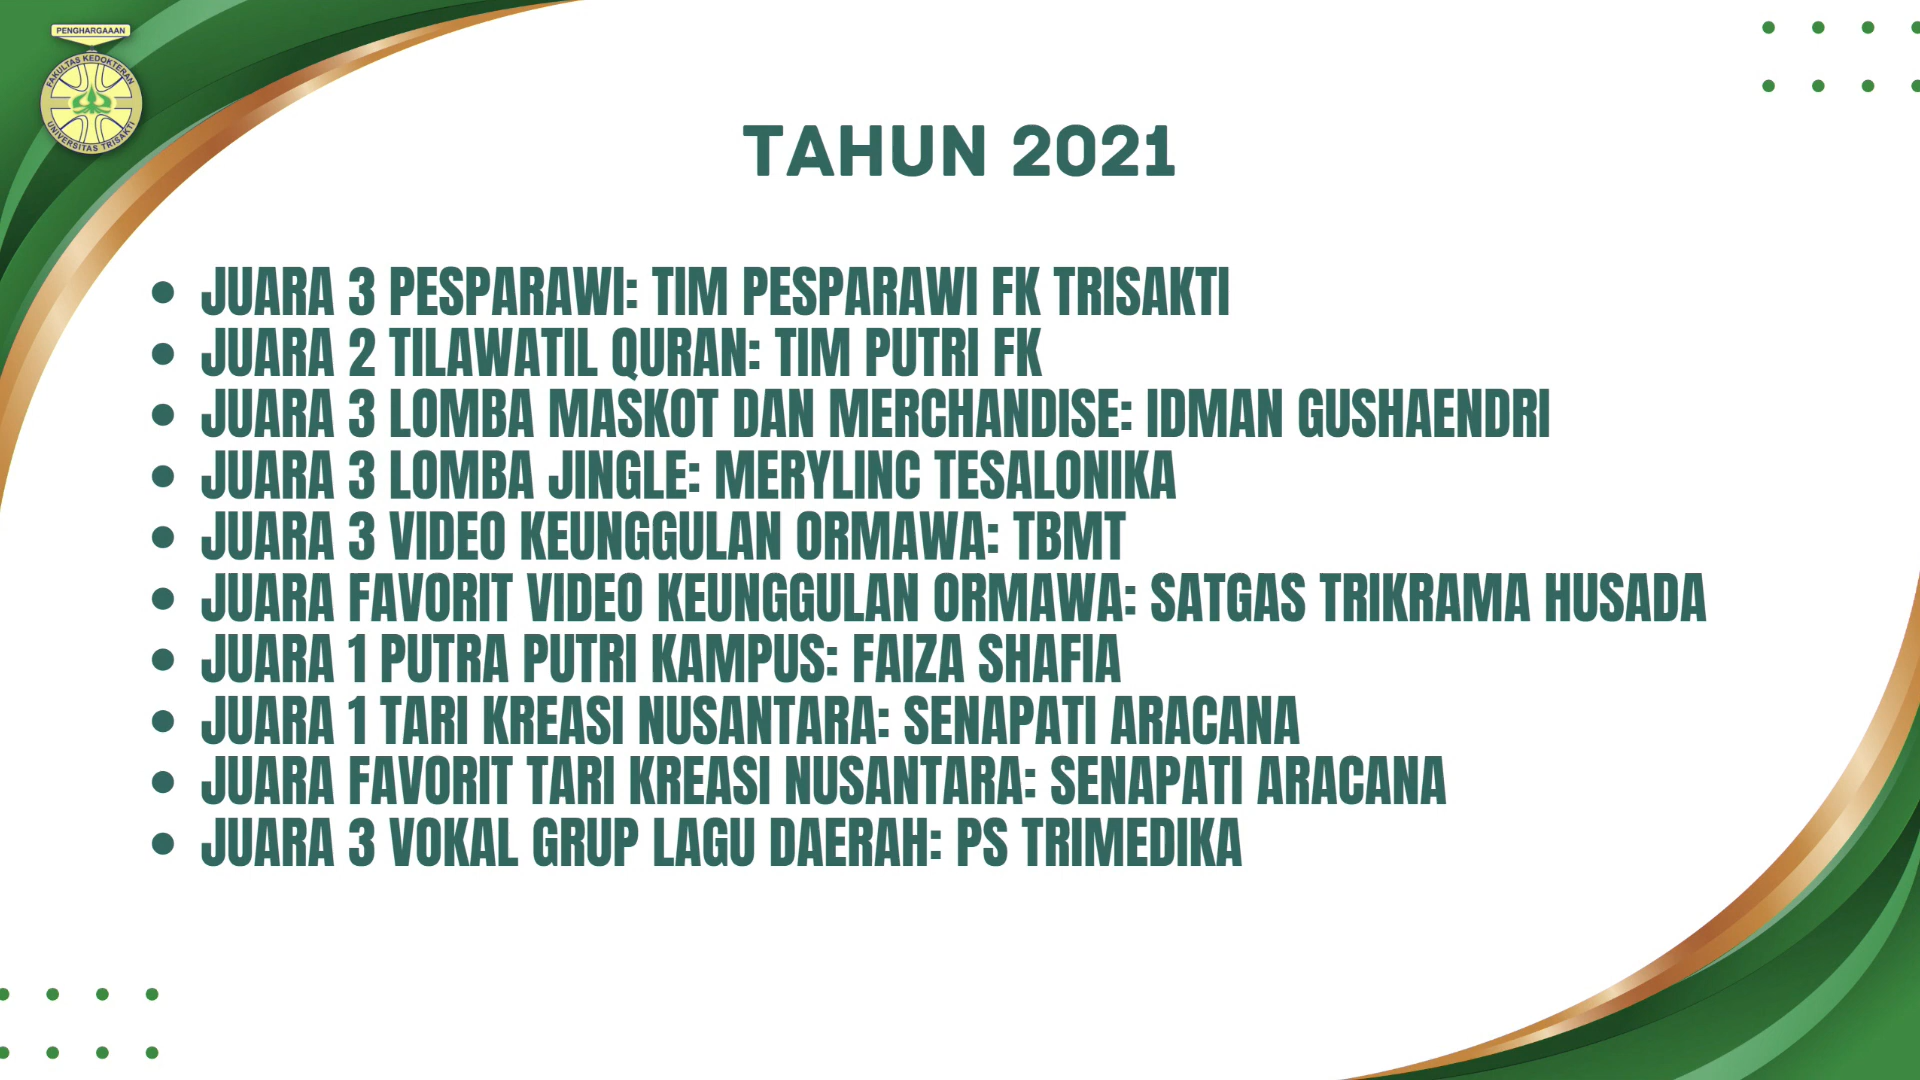 PENGHARGAAAN
FAKULTAS KEDOKTERAN
UNIVERSITAS TRISAKTI
TAHUN 2021
• JUARA 3 PESPARAWI: TIM PESPARAWI FK TRISAKTI
• JUARA 2 TILAWATIL QURAN: TIM PUTRI FK
• JUARA 3 LOMBA MASKOT DAN MERCHANDISE: IDMAN GUSHAENDRI
• JUARA 3 LOMBA JINGLE: MERYLINC TESALONIKA
• JUARA 3 VIDEO KEUNGGULAN ORMAWA: TBMT
• JUARA FAVORIT VIDEO KEUNGGULAN ORMAWA: SATGAS TRIKRAMA HUSADA
• JUARA 1 PUTRA PUTRI KAMPUS: FAIZA SHAFIA
• JUARA 1 TARI KREASI NUSANTARA: SENAPATI ARACANA
• JUARA FAVORIT TARI KREASI NUSANTARA: SENAPATI ARACANA
• JUARA 3 VOKAL GRUP LAGU DAERAH: PS TRIMEDIKA